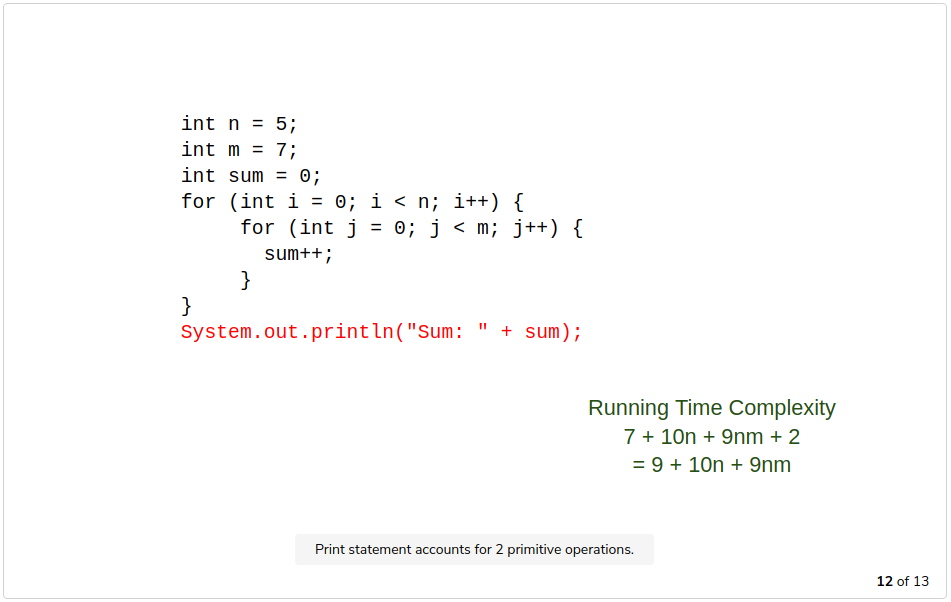 int n = 5;
int m = 7;
int sum = 0;
for (int i = 0; i < n; i++) {
for (int j = 0; j < m; j++) {
sum++;
}
}
System.out.println("Sum: " + sum);
Running Time Complexity
7 + 10n + 9nm + 2
= 9 + 10n + 9nm
Print statement accounts for 2 primitive operations.
12 of 13